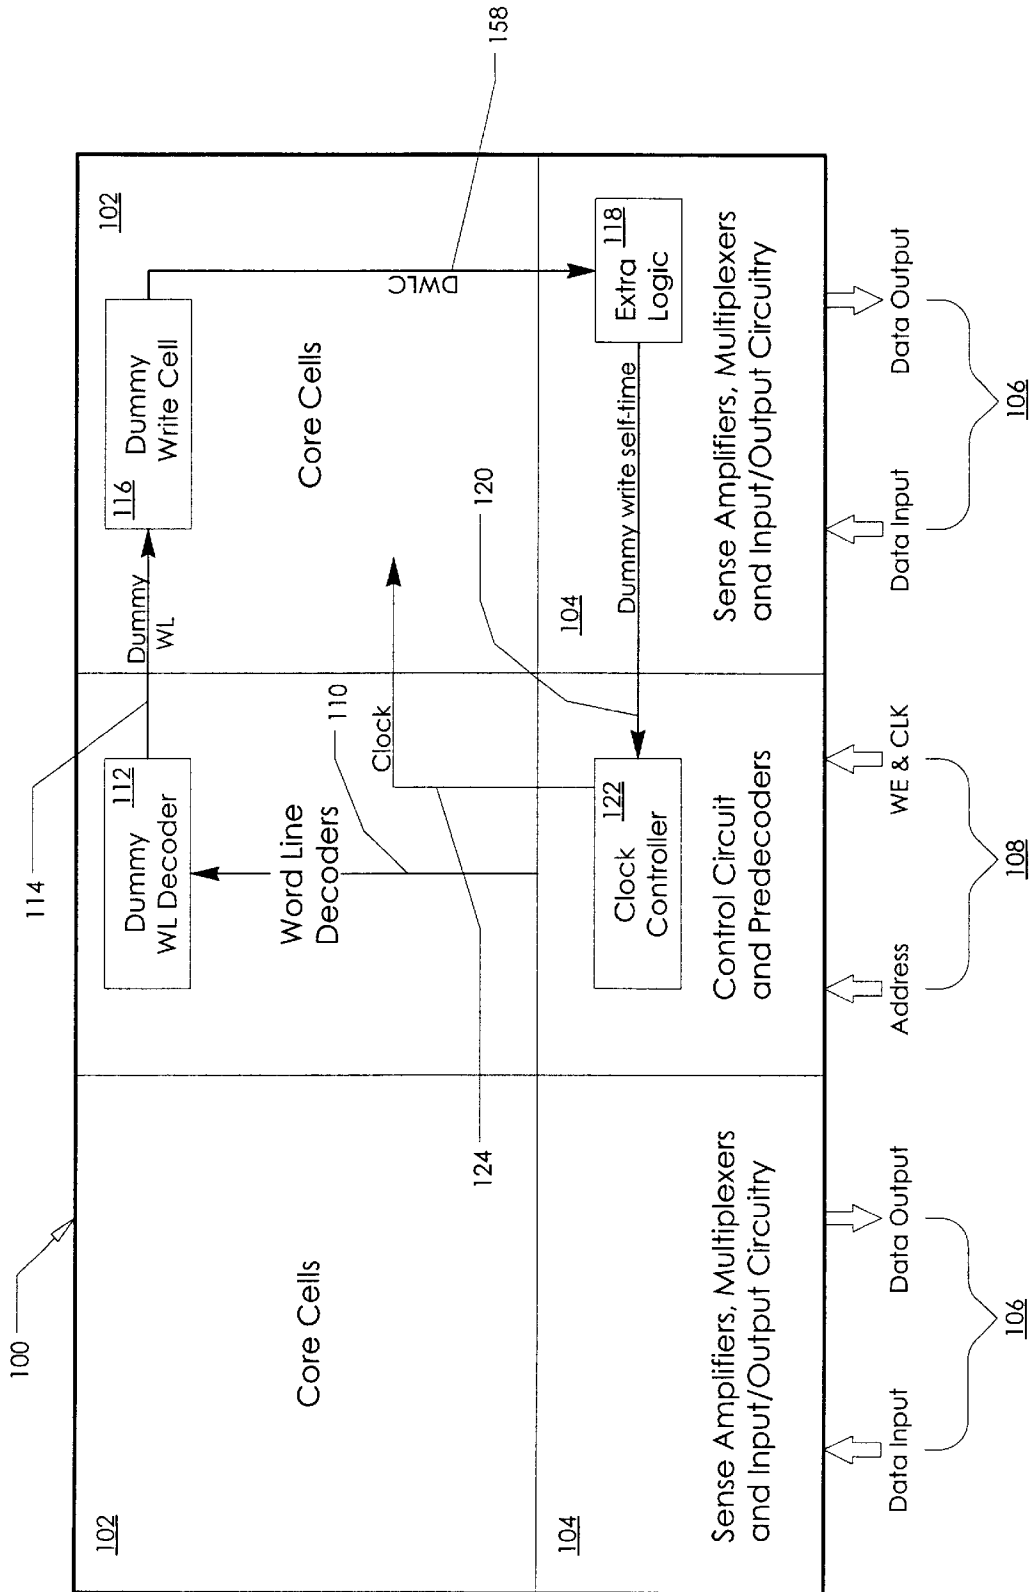 100
114
102
102
Dummy
WL Decoder
112
Dummy
WL
116
Dummy
Write Cell
Word Line
Decoders
110
Clock
Core Cells
Core Cells
DWLC
158
124
120
104
104
Clock
Controller
122
Dummy write self-time
Extra
Logic
118
Sense Amplifiers, Multiplexers
and Input/Output Circuitry
Control Circuit
and Predecoders
Sense Amplifiers, Multiplexers
and Input/Output Circuitry
Data Input
Data Output
Address
WE & CLK
Data Input
Data Output
106
108
106